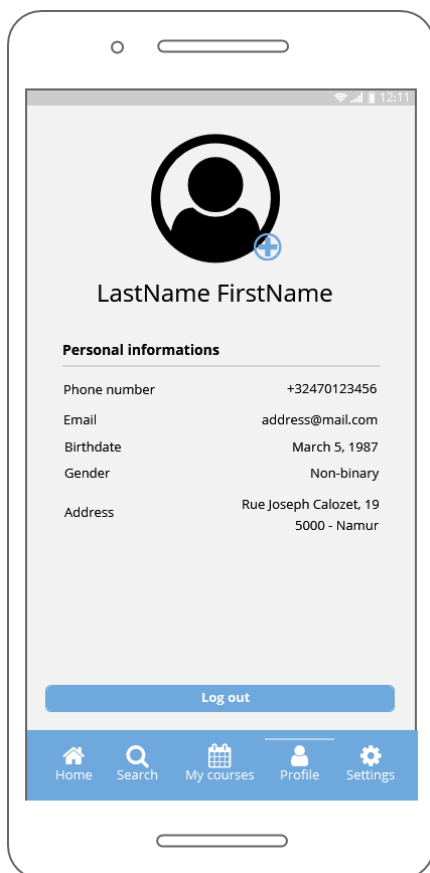 12:11
LastName FirstName
Personal informations
Phone number +32470123456
Email address@mail.com
Birthdate March 5, 1987
Gender Non-binary
Address Rue Joseph Calozet, 19
5000 - Namur
Log out
Home Search My courses Profile Settings